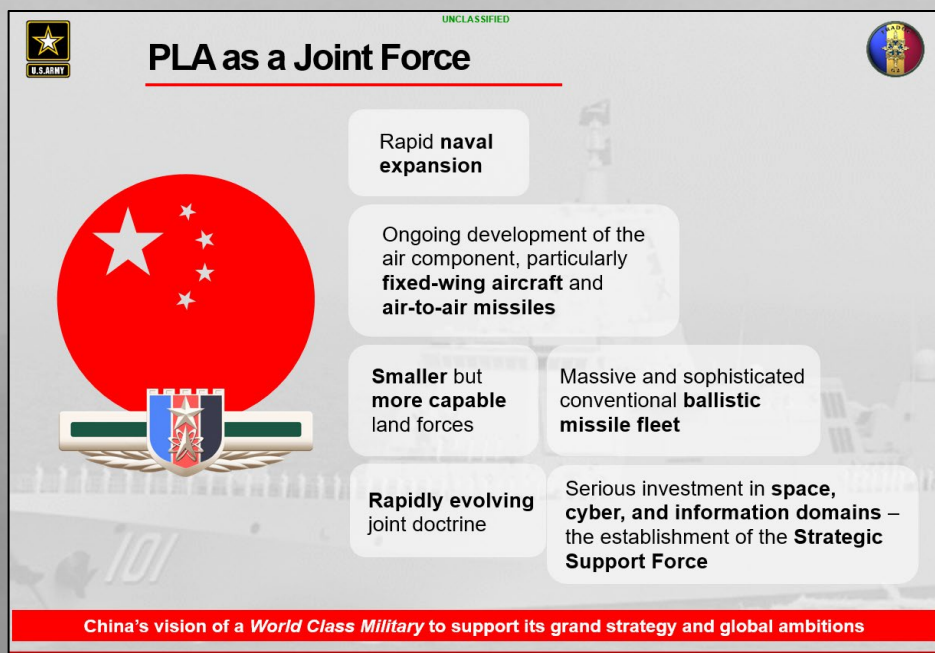 UNCLASSIFIED
U.S.ARMY
PLA as a Joint Force
Rapid naval
expansion
Ongoing development of the
air component, particularly
fixed-wing aircraft and
air-to-air missiles
Smaller but
more capable
land forces
Massive and sophisticated
conventional ballistic
missile fleet
Rapidly evolving
joint doctrine
Serious investment in space,
cyber, and information domains –
the establishment of the Strategic
Support Force
101
China's vision of a World Class Military to support its grand strategy and global ambitions